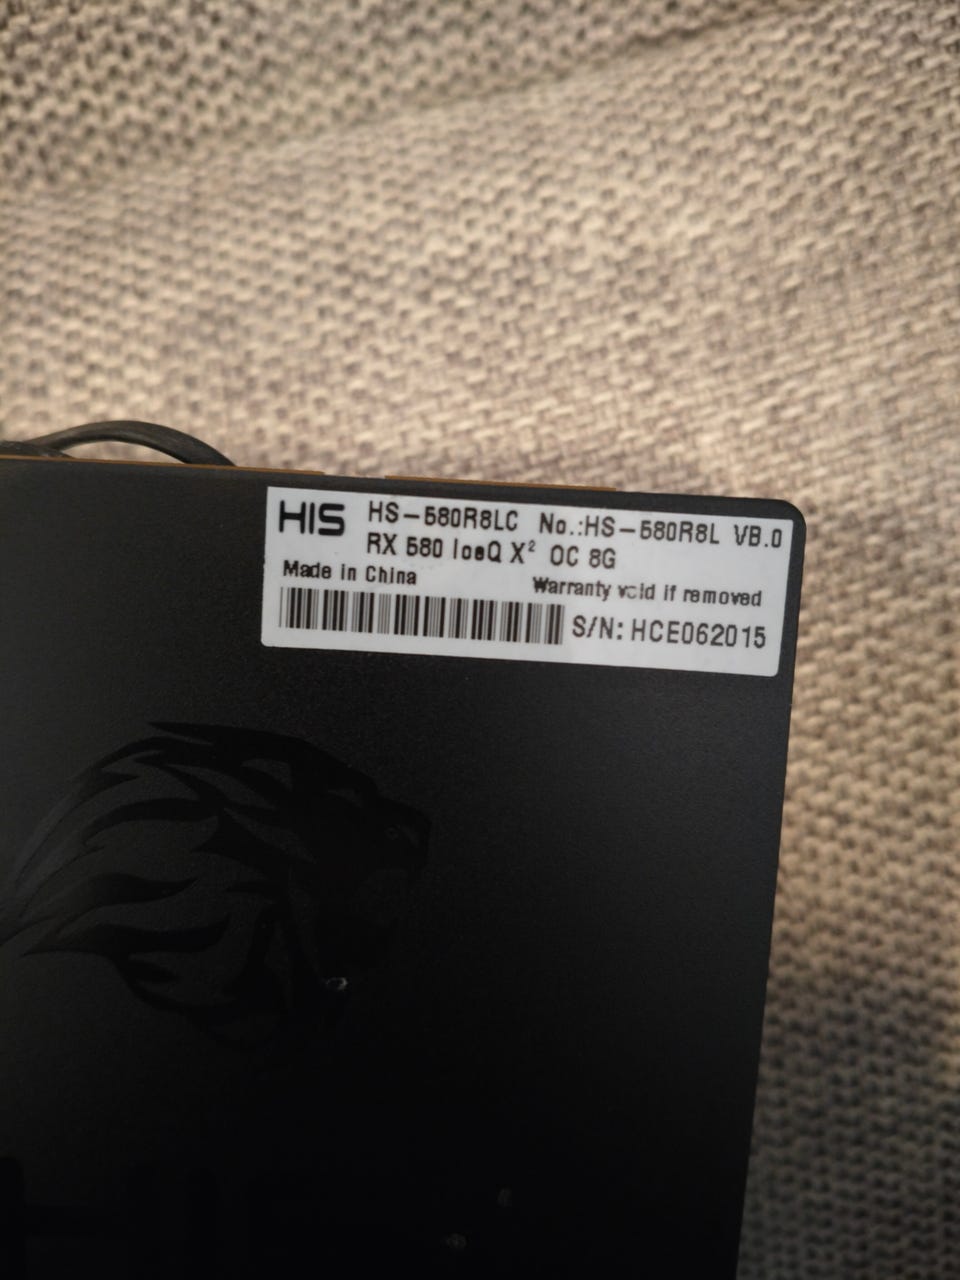 HIS HS-580R8LC No.:HS-580R8L VB.0
RX 580 IceQ X² OC 8G
Made in China Warranty void if removed
S/N: HCE062015